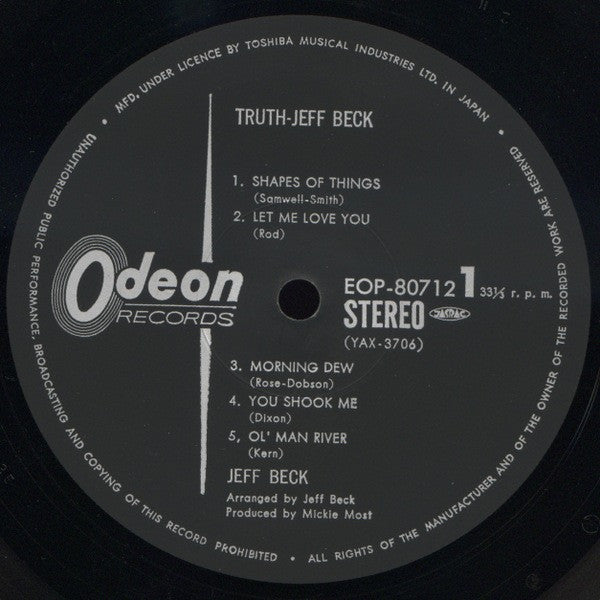 MFD. UNDER LICENCE BY TOSHIBA MUSICAL INDUSTRIES LTD. IN JAPAN •
TRUTH-JEFF BECK
1. SHAPES OF THINGS
(Samwell-Smith)
2. LET ME LOVE YOU
(Rod)
Odeon
RECORDS
EOP-80712 1 33⅓ r. p. m.
STEREO JASRAC
(YAX-3706)
3. MORNING DEW
(Rose-Dobson)
4. YOU SHOOK ME
(Dixon)
5, OL' MAN RIVER
(Kern)
JEFF BECK
Arranged by Jeff Beck
Produced by Mickie Most
• ALL RIGHTS OF THE MANUFACTURER AND OF THE OWNER OF THE RECORDED WORK ARE RESERVED •
UNAUTHORIZED PUBLIC PERFORMANCE, BROADCASTING AND COPYING OF THIS RECORD PROHIBITED